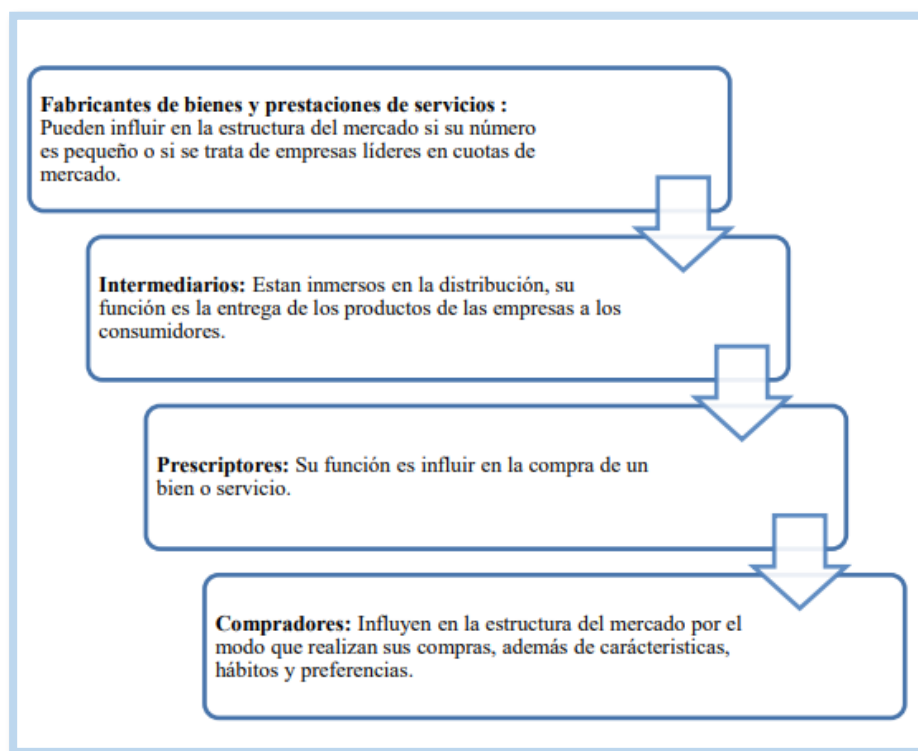 Fabricantes de bienes y prestaciones de servicios :
Pueden influir en la estructura del mercado si su número
es pequeño o si se trata de empresas líderes en cuotas de
mercado.
Intermediarios: Estan inmersos en la distribución, su
función es la entrega de los productos de las empresas a los
consumidores.
Prescriptores: Su función es influir en la compra de un
bien o servicio.
Compradores: Influyen en la estructura del mercado por el
modo que realizan sus compras, además de carácteristicas,
hábitos y preferencias.